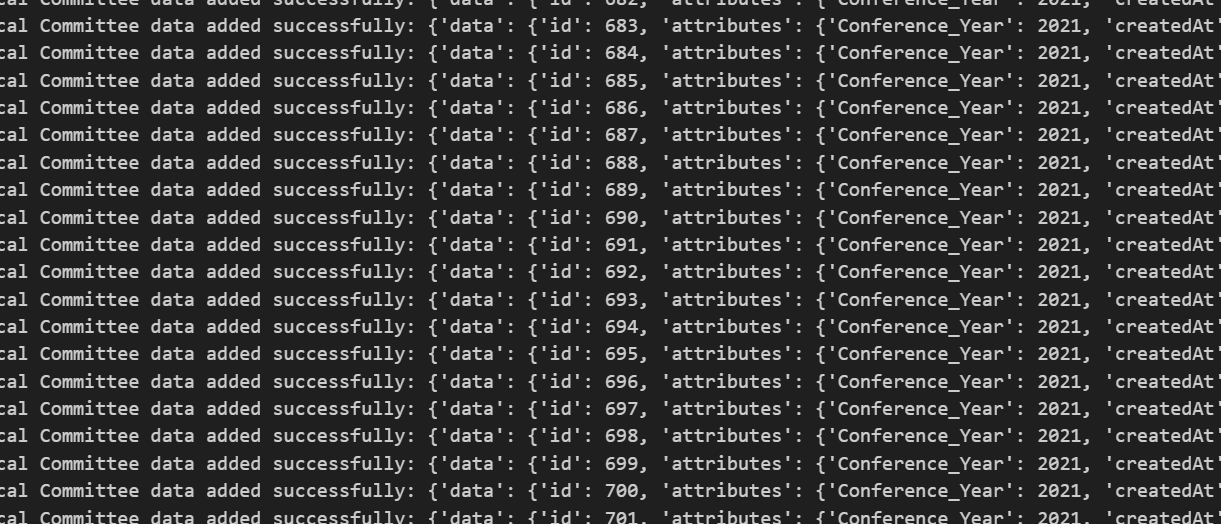 cal Committee data added successfully: {'data': {'id': 682, 'attributes': {'Conference_Year': 2021, 'createdAt'
cal Committee data added successfully: {'data': {'id': 683, 'attributes': {'Conference_Year': 2021, 'createdAt'
cal Committee data added successfully: {'data': {'id': 684, 'attributes': {'Conference_Year': 2021, 'createdAt'
cal Committee data added successfully: {'data': {'id': 685, 'attributes': {'Conference_Year': 2021, 'createdAt'
cal Committee data added successfully: {'data': {'id': 686, 'attributes': {'Conference_Year': 2021, 'createdAt'
cal Committee data added successfully: {'data': {'id': 687, 'attributes': {'Conference_Year': 2021, 'createdAt'
cal Committee data added successfully: {'data': {'id': 688, 'attributes': {'Conference_Year': 2021, 'createdAt'
cal Committee data added successfully: {'data': {'id': 689, 'attributes': {'Conference_Year': 2021, 'createdAt'
cal Committee data added successfully: {'data': {'id': 690, 'attributes': {'Conference_Year': 2021, 'createdAt'
cal Committee data added successfully: {'data': {'id': 691, 'attributes': {'Conference_Year': 2021, 'createdAt'
cal Committee data added successfully: {'data': {'id': 692, 'attributes': {'Conference_Year': 2021, 'createdAt'
cal Committee data added successfully: {'data': {'id': 693, 'attributes': {'Conference_Year': 2021, 'createdAt'
cal Committee data added successfully: {'data': {'id': 694, 'attributes': {'Conference_Year': 2021, 'createdAt'
cal Committee data added successfully: {'data': {'id': 695, 'attributes': {'Conference_Year': 2021, 'createdAt'
cal Committee data added successfully: {'data': {'id': 696, 'attributes': {'Conference_Year': 2021, 'createdAt'
cal Committee data added successfully: {'data': {'id': 697, 'attributes': {'Conference_Year': 2021, 'createdAt'
cal Committee data added successfully: {'data': {'id': 698, 'attributes': {'Conference_Year': 2021, 'createdAt'
cal Committee data added successfully: {'data': {'id': 699, 'attributes': {'Conference_Year': 2021, 'createdAt'
cal Committee data added successfully: {'data': {'id': 700, 'attributes': {'Conference_Year': 2021, 'createdAt'
cal Committee data added successfully: {'data': {'id': 701, 'attributes': {'Conference_Year': 2021, 'createdAt'